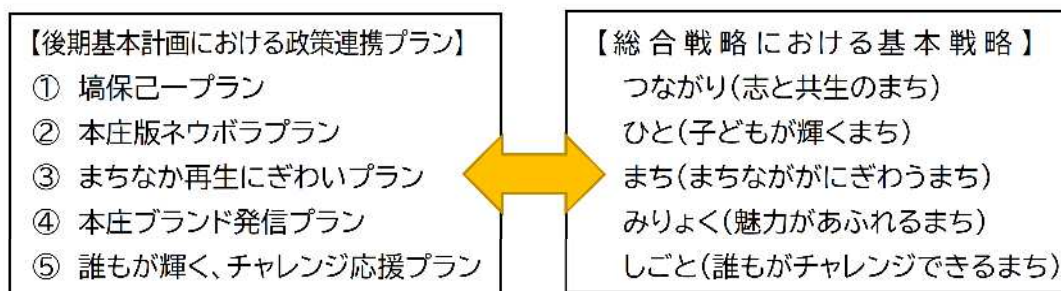 【後期基本計画における政策連携プラン】
① 塙保己一プラン
② 本庄版ネウボラプラン
③ まちなか再生にぎわいプラン
④ 本庄ブランド発信プラン
⑤ 誰もが輝く、チャレンジ応援プラン
【総合戦略における基本戦略】
つながり(志と共生のまち)
ひと(子どもが輝くまち)
まち(まちながかにぎわうまち)
みりょく(魅力があふれるまち)
しごと(誰もがチャレンジできるまち)